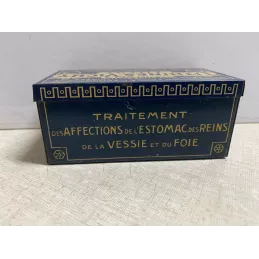 TRAITEMENT
DES AFFECTIONS DE L'ESTOMAC DES REINS
DE LA VESSIE ET DU FOIE